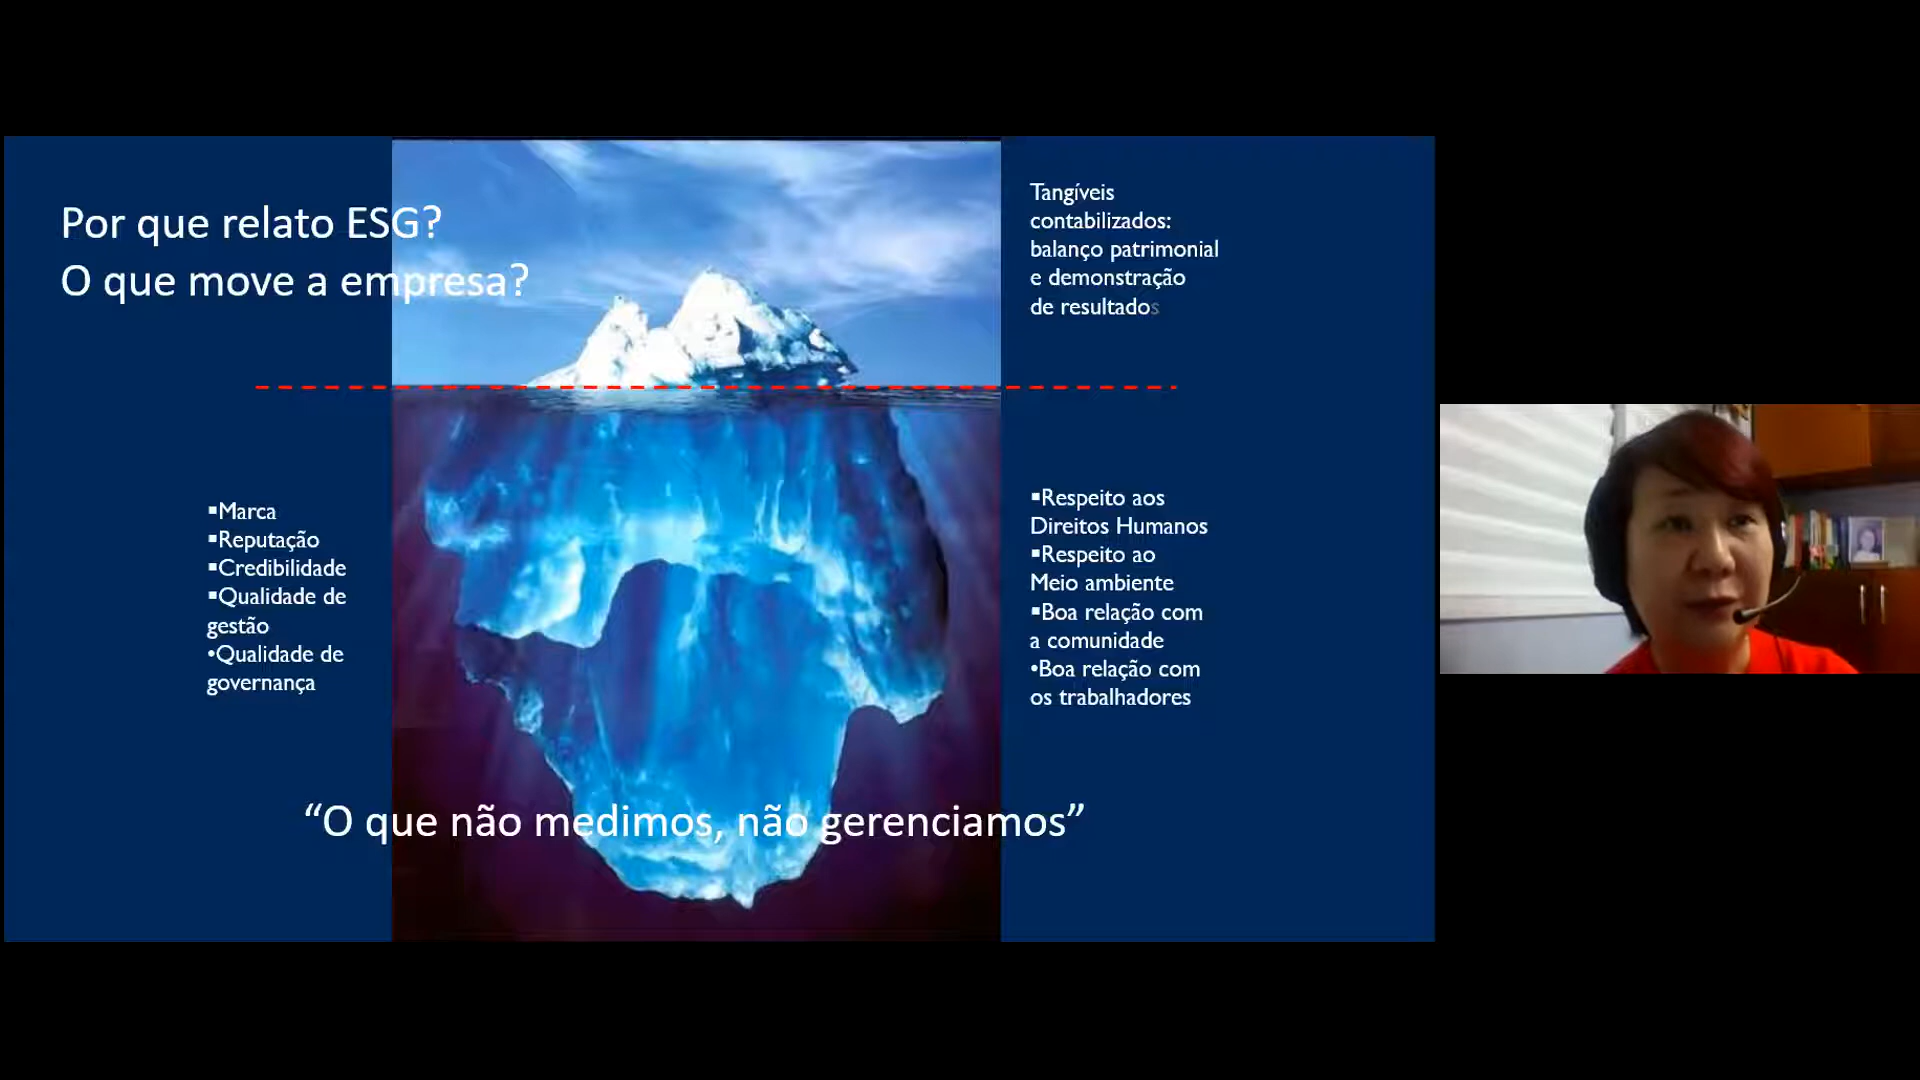 Por que relato ESG?
O que move a empresa?
Tangíveis
contabilizados:
balanço patrimonial
e demonstração
de resultados
▪Marca
▪Reputação
▪Credibilidade
▪Qualidade de
gestão
•Qualidade de
governança
▪Respeito aos
Direitos Humanos
▪Respeito ao
Meio ambiente
▪Boa relação com
a comunidade
•Boa relação com
os trabalhadores
“O que não medimos, não gerenciamos”